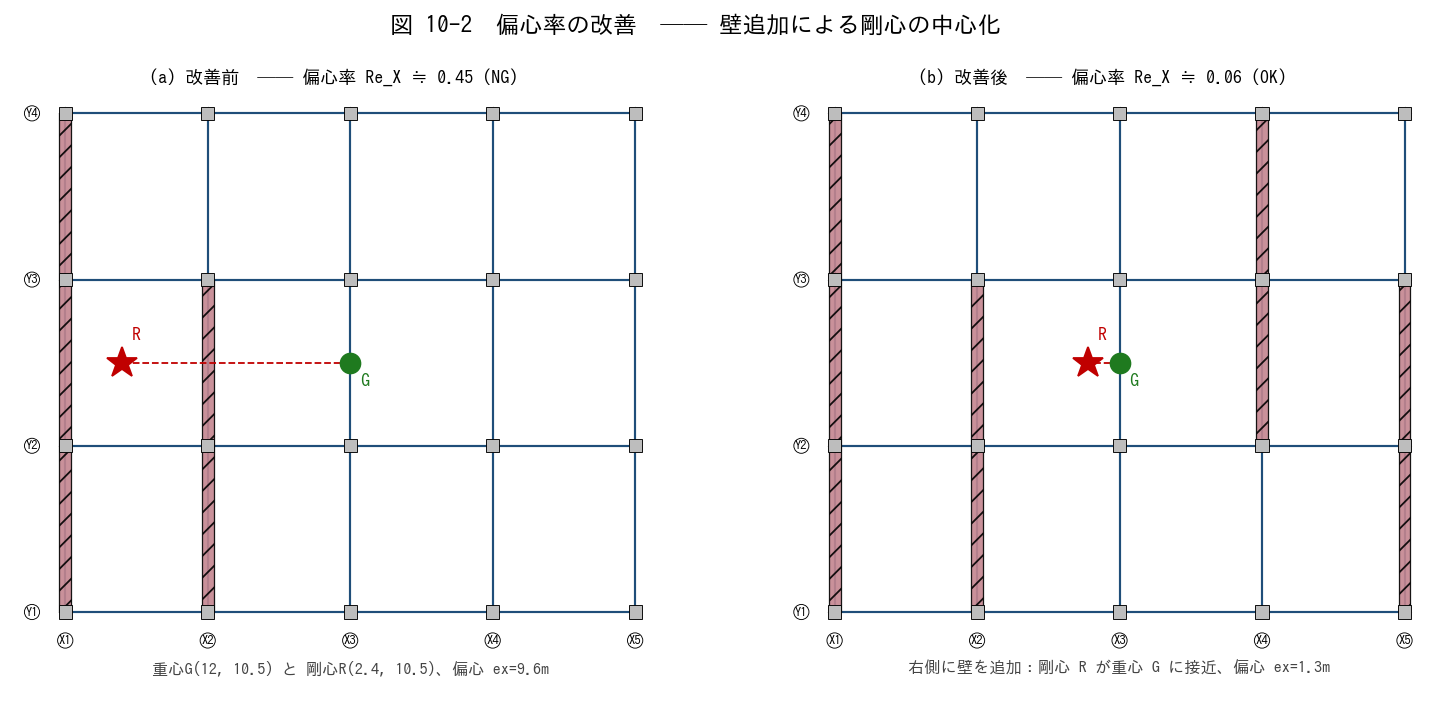 図 10-2 偏心率の改善 ―― 壁追加による剛心の中心化
(a) 改善前 ―― 偏心率 Re_X ≒ 0.45 (NG)
Y4
Y3
R
G
Y2
Y1
X1 X2 X3 X4 X5
重心G(12, 10.5) と 剛心R(2.4, 10.5)、偏心 ex=9.6m
(b) 改善後 ―― 偏心率 Re_X ≒ 0.06 (OK)
Y4
Y3
R
G
Y2
Y1
X1 X2 X3 X4 X5
右側に壁を追加：剛心 R が重心 G に接近、偏心 ex=1.3m